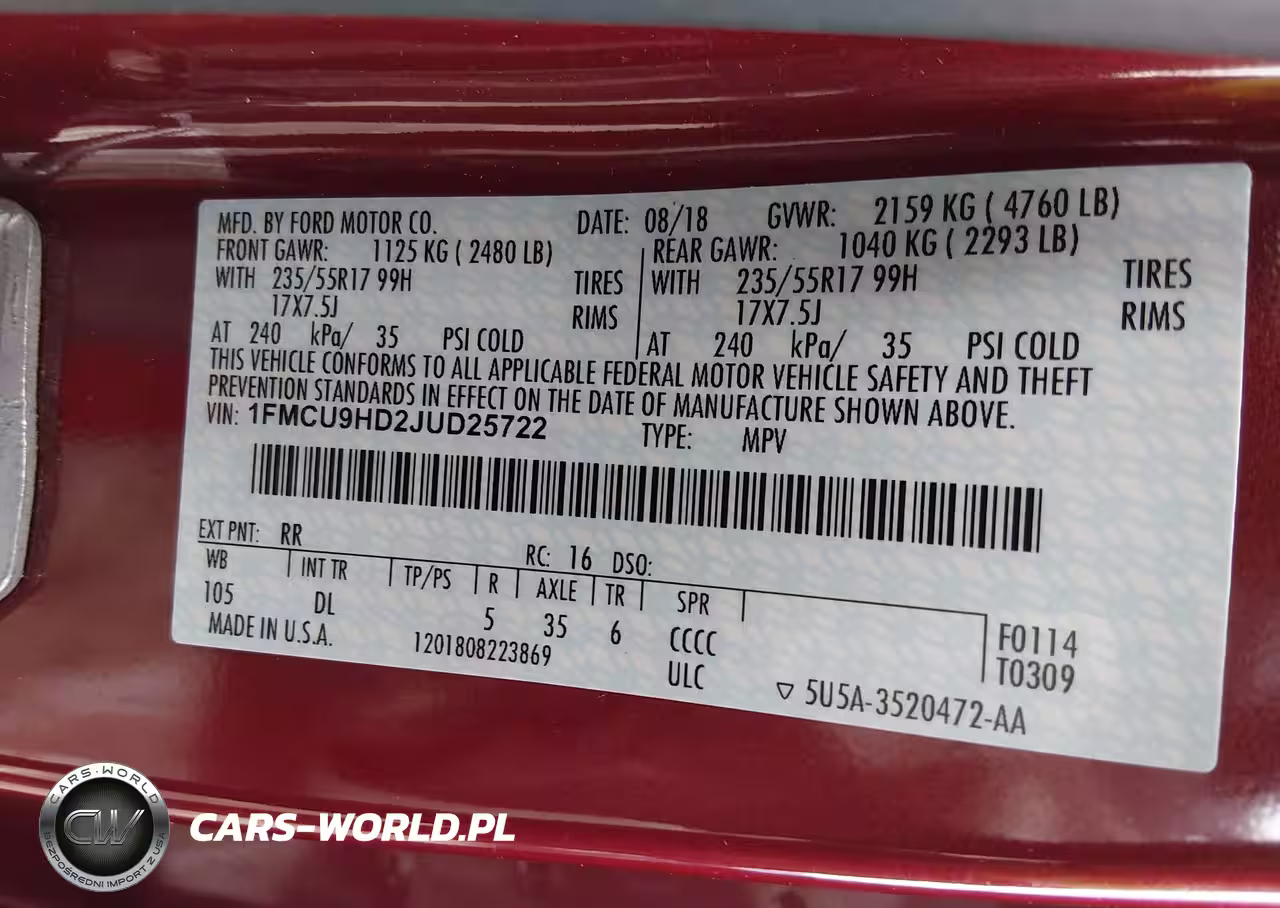 MFD. BY FORD MOTOR CO. DATE: 08/18 GVWR: 2159 KG ( 4760 LB)
FRONT GAWR: 1125 KG ( 2480 LB) REAR GAWR: 1040 KG ( 2293 LB)
WITH 235/55R17 99H TIRES WITH 235/55R17 99H TIRES
17X7.5J RIMS 17X7.5J RIMS
AT 240 kPa/ 35 PSI COLD AT 240 kPa/ 35 PSI COLD
THIS VEHICLE CONFORMS TO ALL APPLICABLE FEDERAL MOTOR VEHICLE SAFETY AND THEFT
PREVENTION STANDARDS IN EFFECT ON THE DATE OF MANUFACTURE SHOWN ABOVE.
VIN: 1FMCU9HD2JUD25722 TYPE: MPV
EXT PNT: RR RC: 16 DSO:
WB INT TR TP/PS R AXLE TR SPR
105 DL 5 35 6 CCCC F0114
MADE IN U.S.A. 1201808223869 ULC T0309
▽ 5U5A-3520472-AA
CARS-WORLD
CW
BEZPOŚREDNI IMPORT Z USA
CARS-WORLD.PL